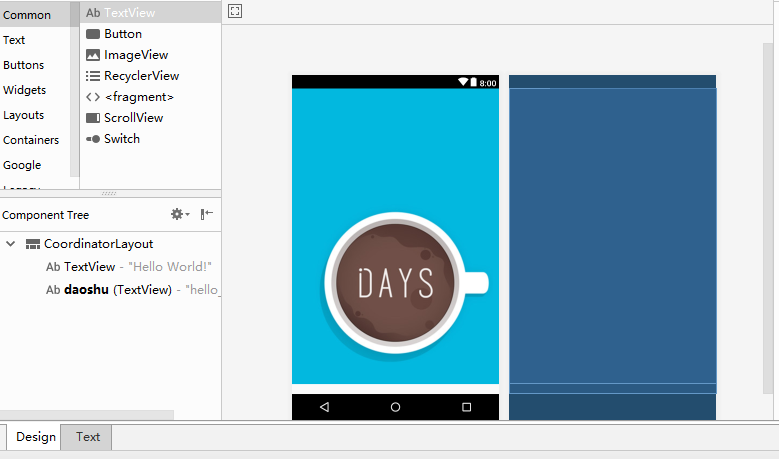 Common
Text
Buttons
Widgets
Layouts
Containers
Google
Ab TextView
Button
ImageView
RecyclerView
<fragment>
ScrollView
Switch
Component Tree
CoordinatorLayout
Ab TextView - "Hello World!"
Ab daoshu (TextView) - "hello_
8:00
DAYS
Design
Text